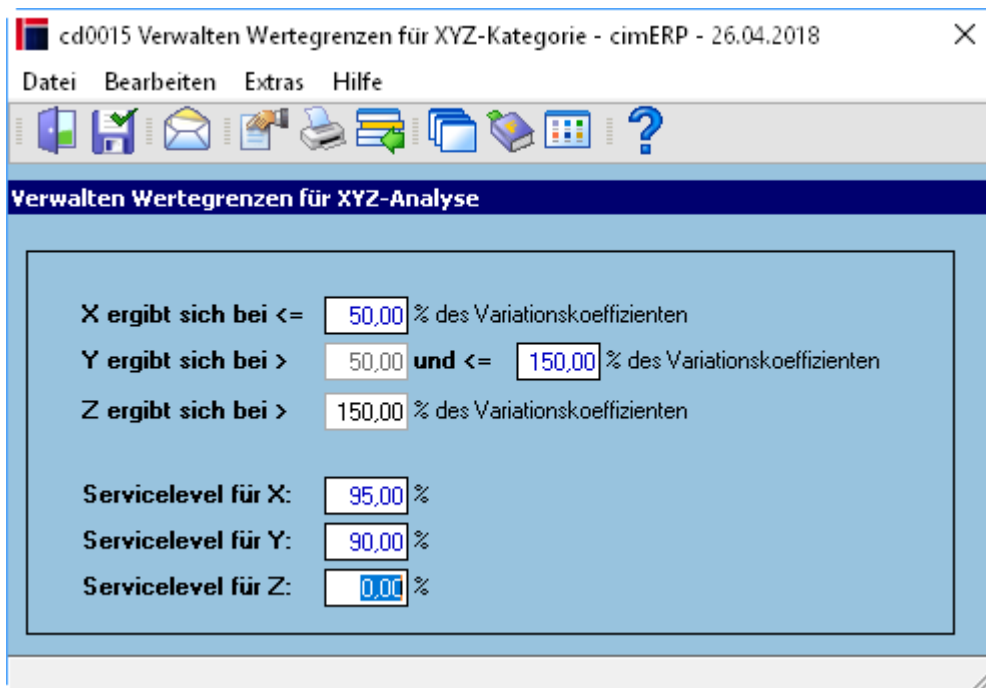 cd0015 Verwalten Wertegrenzen für XYZ-Kategorie - cimERP - 26.04.2018
Datei Bearbeiten Extras Hilfe
Verwalten Wertegrenzen für XYZ-Analyse
X ergibt sich bei <= 50,00 % des Variationskoeffizienten
Y ergibt sich bei > 50,00 und <= 150,00 % des Variationskoeffizienten
Z ergibt sich bei > 150,00 % des Variationskoeffizienten
Servicelevel für X: 95,00 %
Servicelevel für Y: 90,00 %
Servicelevel für Z: 0,00 %